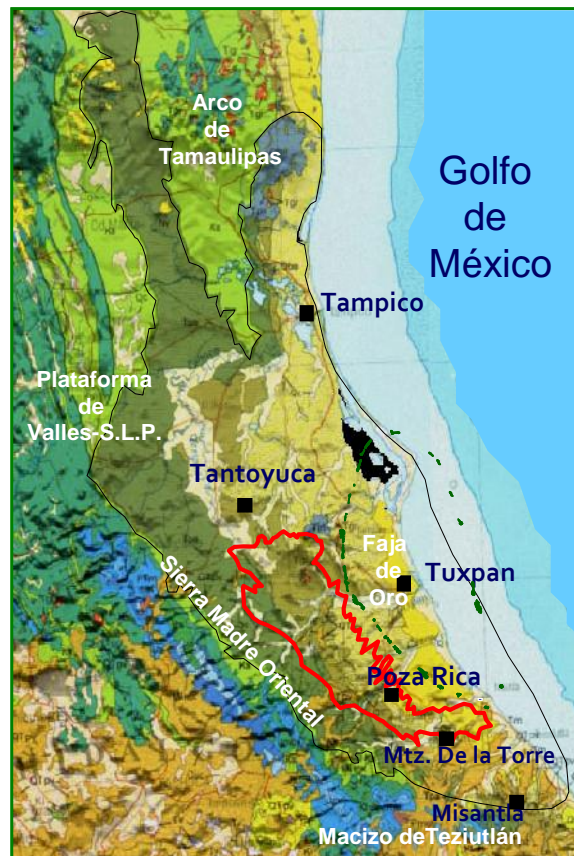 Arco
de
Tamaulipas
Golfo
de
México
Tampico
Plataforma
de
Valles-S.L.P.
Tantoyuca
Faja
de
Oro
Tuxpan
Sierra Madre Oriental
Poza Rica
Mtz. De la Torre
Misantla
Macizo deTeziutlán